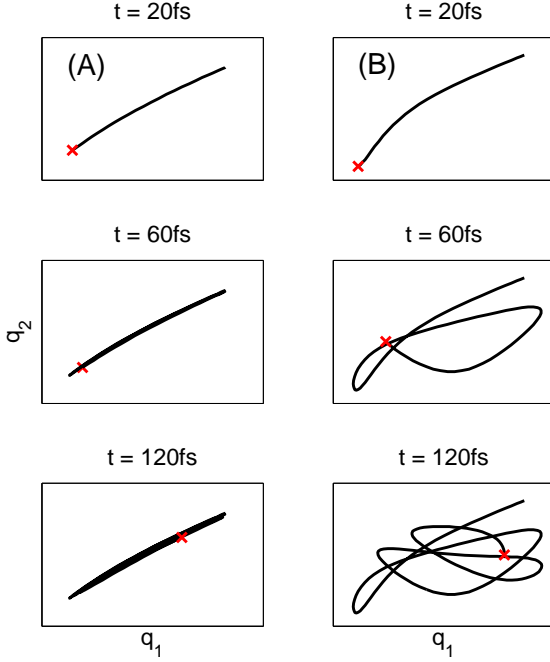 t = 20fs
t = 20fs
(A)
(B)
t = 60fs
t = 60fs
q2
t = 120fs
t = 120fs
q1
q1